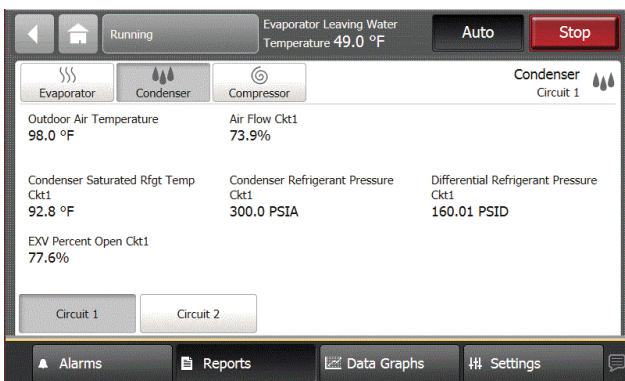 Running
Evaporator Leaving Water
Temperature 49.0 °F
Auto
Stop
Evaporator
Condenser
Compressor
Condenser
Circuit 1
Outdoor Air Temperature
98.0 °F
Air Flow Ckt1
73.9%
Condenser Saturated Rfgt Temp
Ckt1
92.8 °F
Condenser Refrigerant Pressure
Ckt1
300.0 PSIA
Differential Refrigerant Pressure
Ckt1
160.01 PSID
EXV Percent Open Ckt1
77.6%
Circuit 1
Circuit 2
Alarms
Reports
Data Graphs
Settings